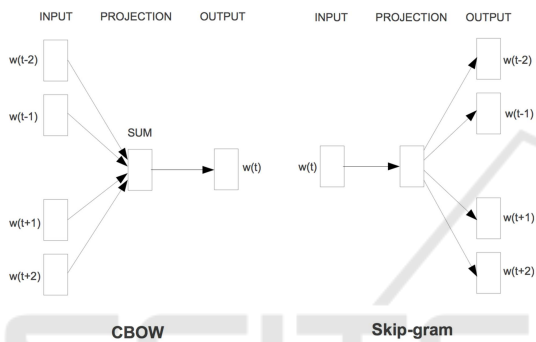 INPUT PROJECTION OUTPUT
w(t-2)
w(t-1)
SUM
w(t)
w(t+1)
w(t+2)
CBOW
INPUT PROJECTION OUTPUT
w(t-2)
w(t-1)
w(t)
w(t+1)
w(t+2)
Skip-gram